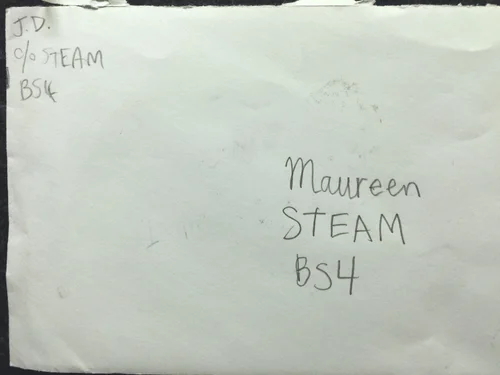 J.D.
c/o STEAM
BS4
Maureen
STEAM
BS4